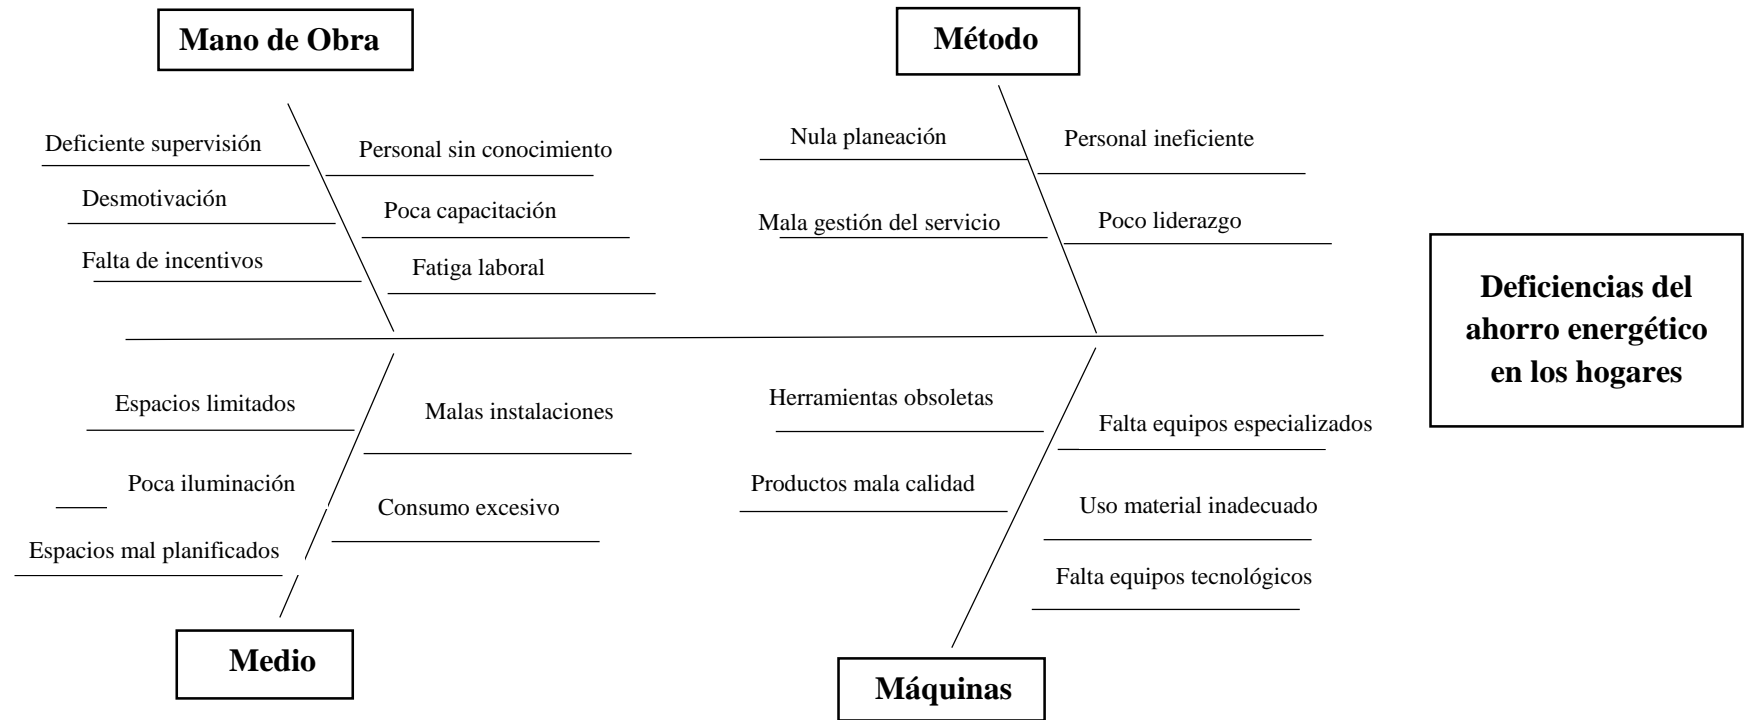 Mano de Obra
Método
Deficiente supervisión
Personal sin conocimiento
Desmotivación
Poca capacitación
Falta de incentivos
Fatiga laboral
Nula planeación
Personal ineficiente
Mala gestión del servicio
Poco liderazgo
Deficiencias del
ahorro energético
en los hogares
Espacios limitados
Malas instalaciones
Poca iluminación
Consumo excesivo
Espacios mal planificados
Herramientas obsoletas
Falta equipos especializados
Productos mala calidad
Uso material inadecuado
Falta equipos tecnológicos
Medio
Máquinas